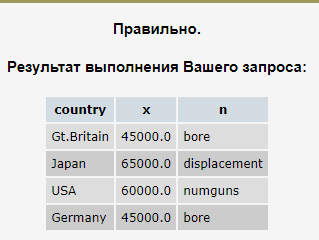 Правильно.
Результат выполнения Вашего запроса:
country x n
Gt.Britain 45000.0 bore
Japan 65000.0 displacement
USA 60000.0 numguns
Germany 45000.0 bore